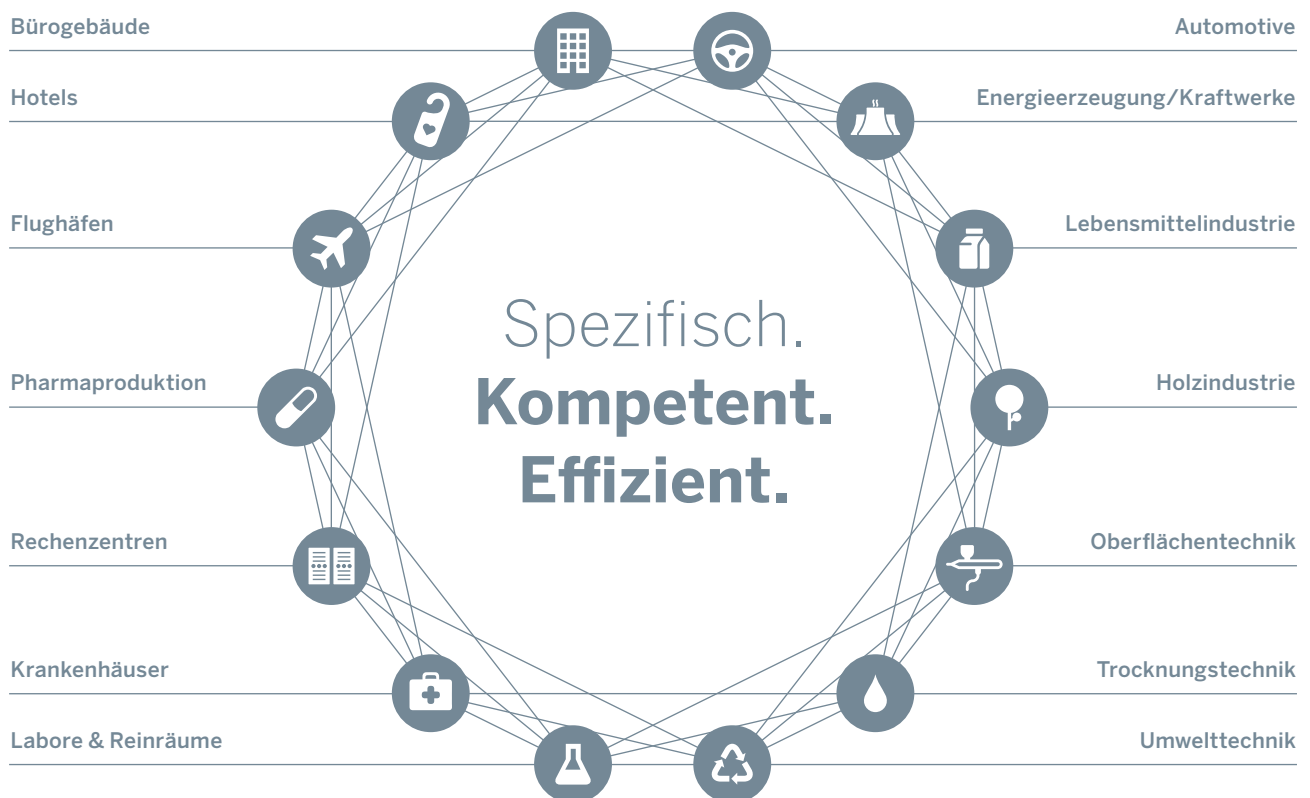 Bürogebäude
Automotive
Hotels
Energieerzeugung/Kraftwerke
Flughäfen
Lebensmittelindustrie
Spezifisch.
Kompetent.
Effizient.
Pharmaproduktion
Holzindustrie
Rechenzentren
Oberflächentechnik
Krankenhäuser
Trocknungstechnik
Labore & Reinräume
Umwelttechnik